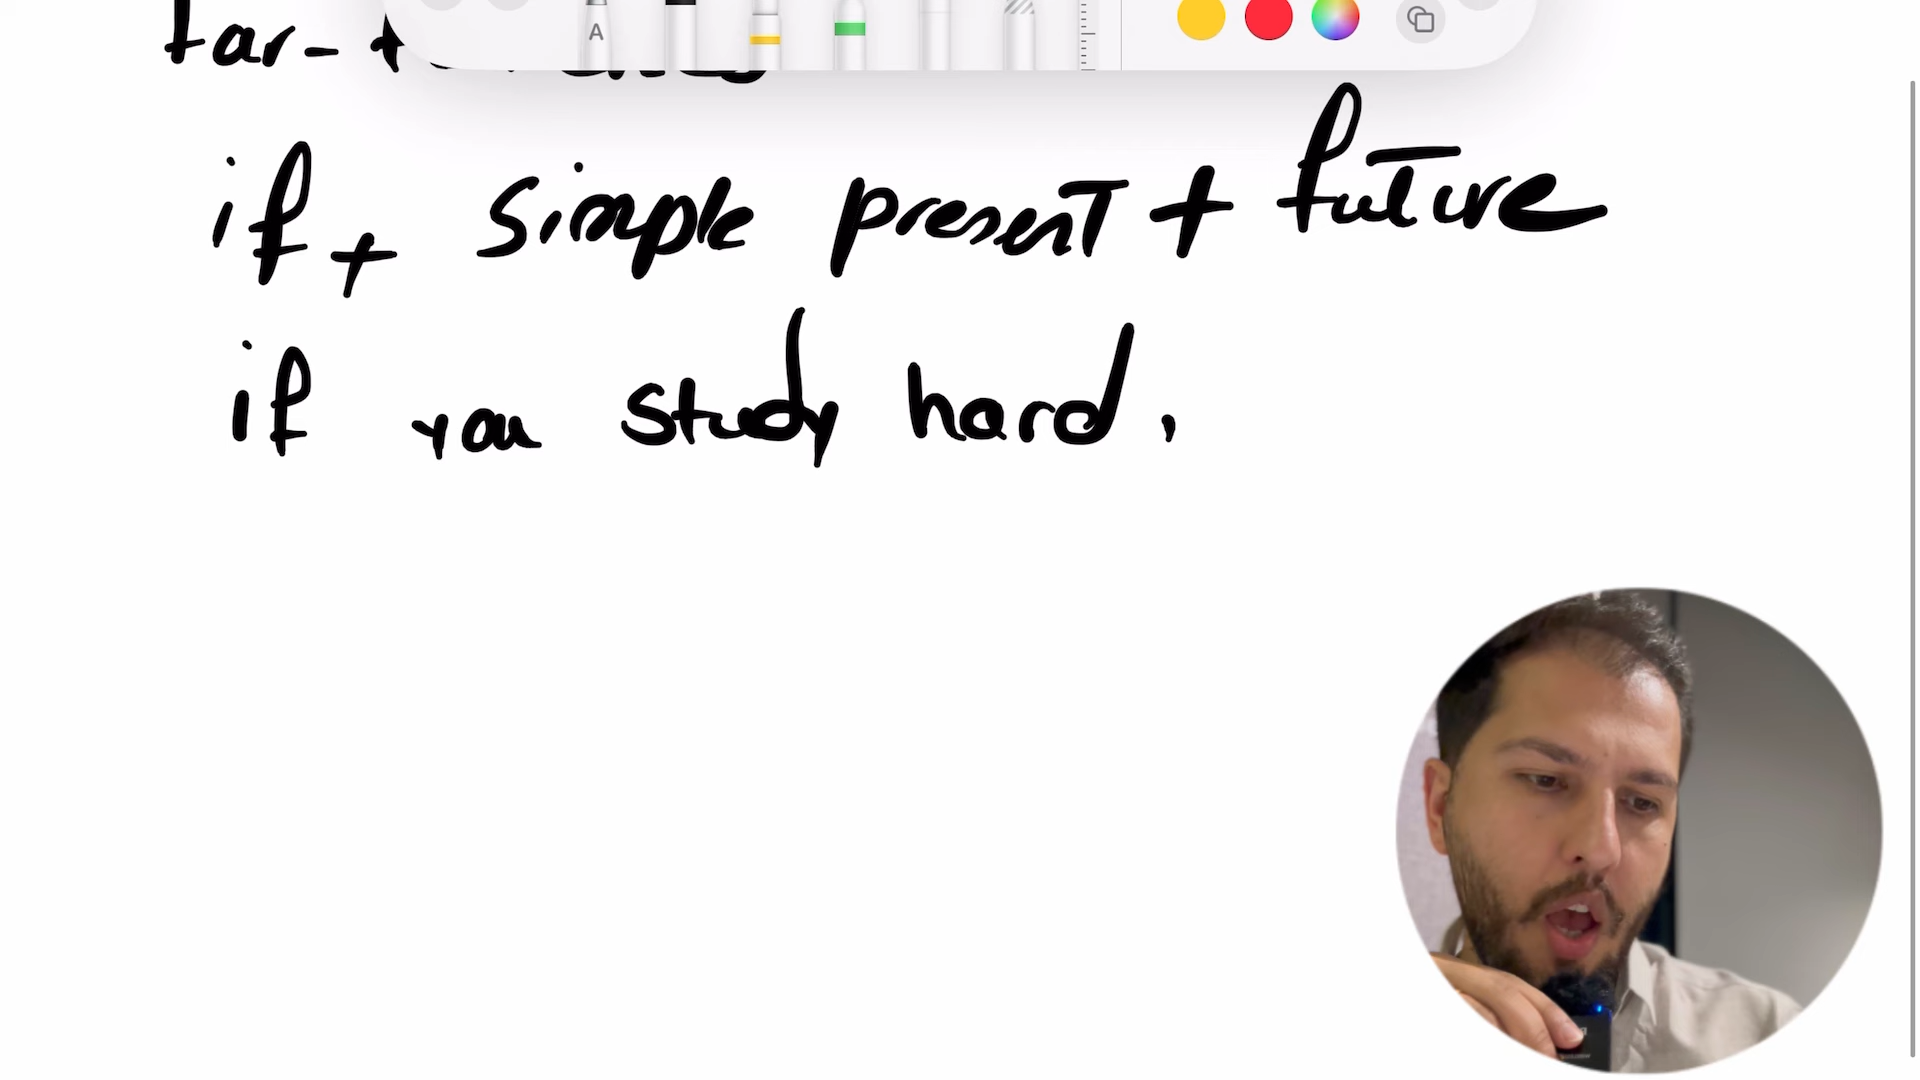 far-
A
if + simple present + future
if you study hard,